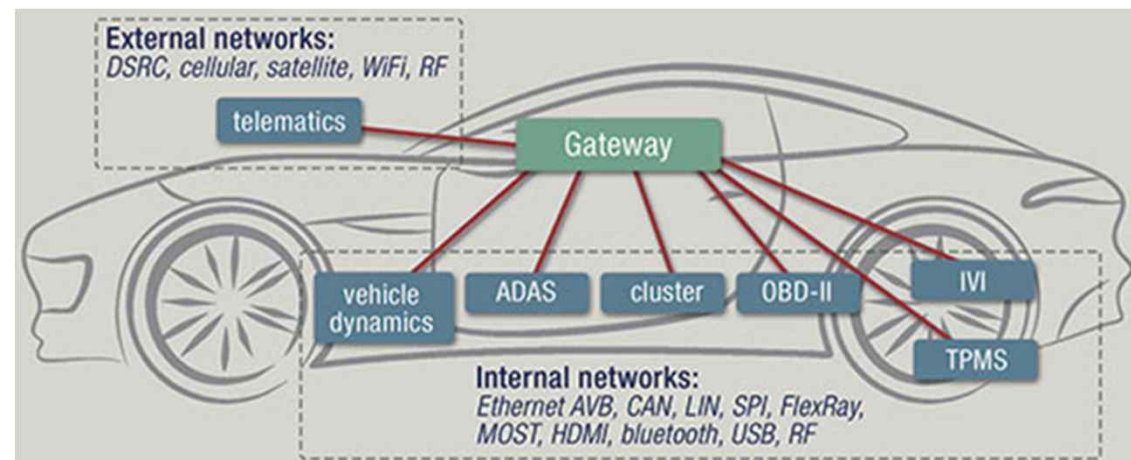 External networks:
DSRC, cellular, satellite, WiFi, RF
telematics
Gateway
vehicle
dynamics
ADAS
cluster
OBD-II
IVI
TPMS
Internal networks:
Ethernet AVB, CAN, LIN, SPI, FlexRay,
MOST, HDMI, bluetooth, USB, RF